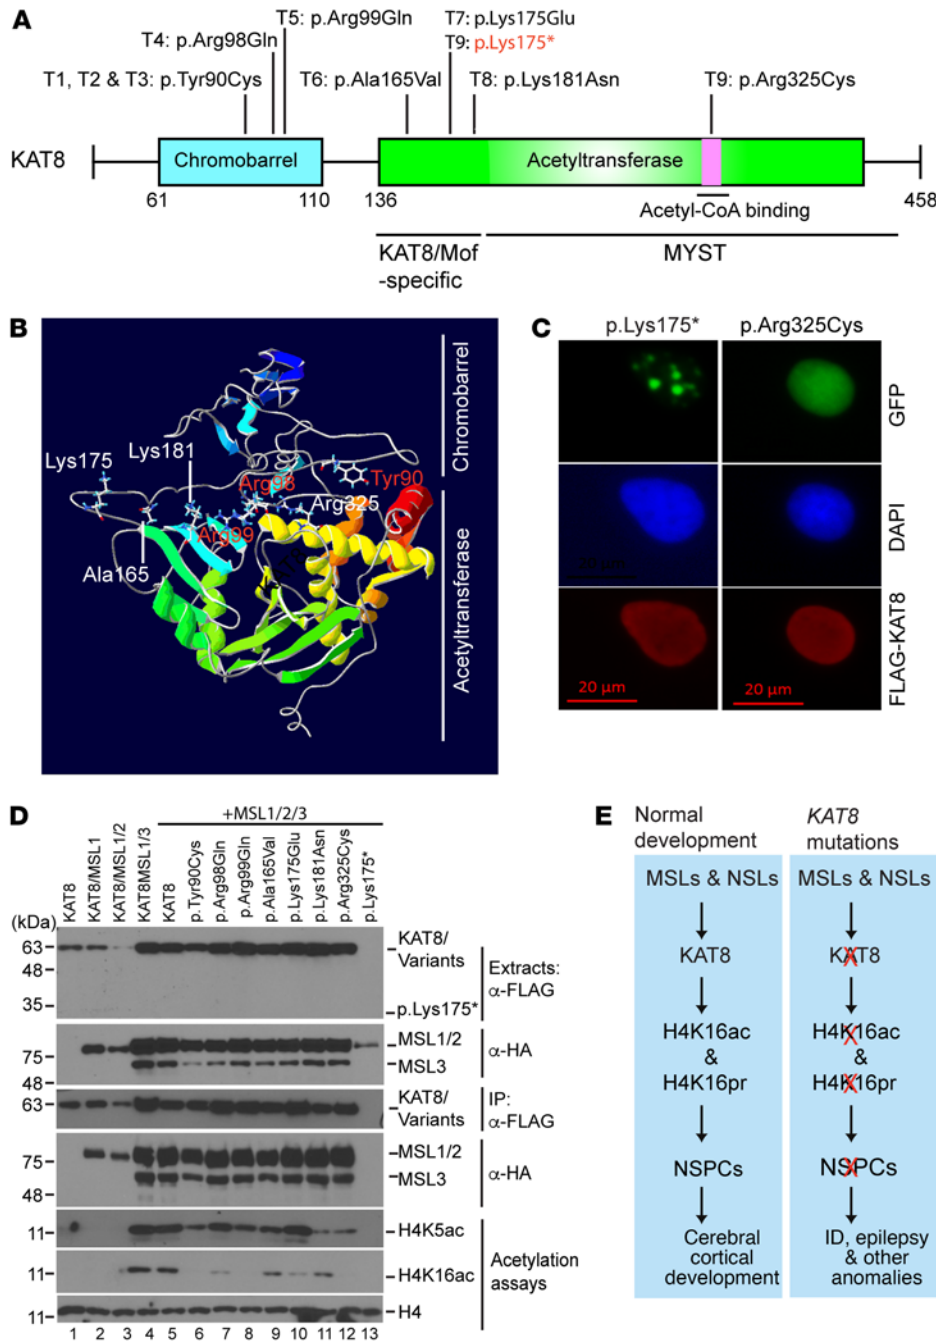 A
T5: p.Arg99Gln
T7: p.Lys175Glu
T4: p.Arg98Gln
T9: p.Lys175*
T1, T2 & T3: p.Tyr90Cys
T6: p.Ala165Val
T8: p.Lys181Asn
T9: p.Arg325Cys
KAT8
Chromobarrel
Acetyltransferase
61
110
136
458
Acetyl-CoA binding
KAT8/Mof
-specific
MYST
B
Lys175
Lys181
Arg98
Tyr90
Arg325
Arg99
Ala165
Chromobarrel
Acetyltransferase
C
p.Lys175*
p.Arg325Cys
GFP
DAPI
20 µm
20 µm
FLAG-KAT8
D
+MSL1/2/3
KAT8
KAT8/MSL1
KAT8/MSL1/2
KAT8MSL1/3
KAT8
p.Tyr90Cys
p.Arg98Gln
p.Arg99Gln
p.Ala165Val
p.Lys175Glu
p.Lys181Asn
p.Arg325Cys
p.Lys175*
(kDa)
63
48
35
KAT8/
Variants
p.Lys175*
Extracts:
α-FLAG
75
48
MSL1/2
MSL3
α-HA
63
KAT8/
Variants
IP:
α-FLAG
75
48
MSL1/2
MSL3
α-HA
11
H4K5ac
11
H4K16ac
Acetylation
assays
11
H4
1 2 3 4 5 6 7 8 9 10 11 12 13
E
Normal
development
MSLs & NSLs
KAT8
H4K16ac
&
H4K16pr
NSPCs
Cerebral
cortical
development
KAT8
mutations
MSLs & NSLs
KAT8
H4K16ac
&
H4K16pr
NSPCs
ID, epilepsy
& other
anomalies